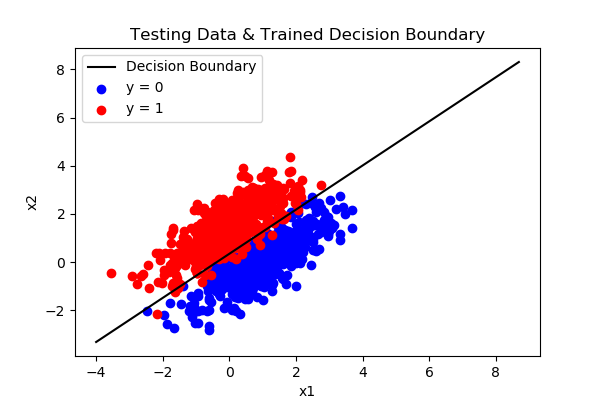 Testing Data & Trained Decision Boundary
Decision Boundary
y = 0
y = 1
x2
8
6
4
2
0
−2
−4 −2 0 2 4 6 8
x1